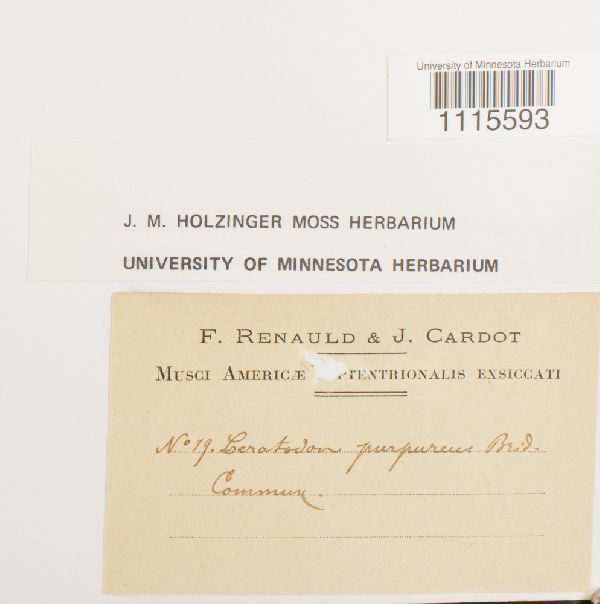 University of Minnesota Herbarium
1115593
J. M. HOLZINGER MOSS HERBARIUM
UNIVERSITY OF MINNESOTA HERBARIUM
F. RENAULD & J. CARDOT
MUSCI AMERICÆ PTENTRIONALIS EXSICCATI
No 19. Ceratodon purpureus Brid.
Commun.